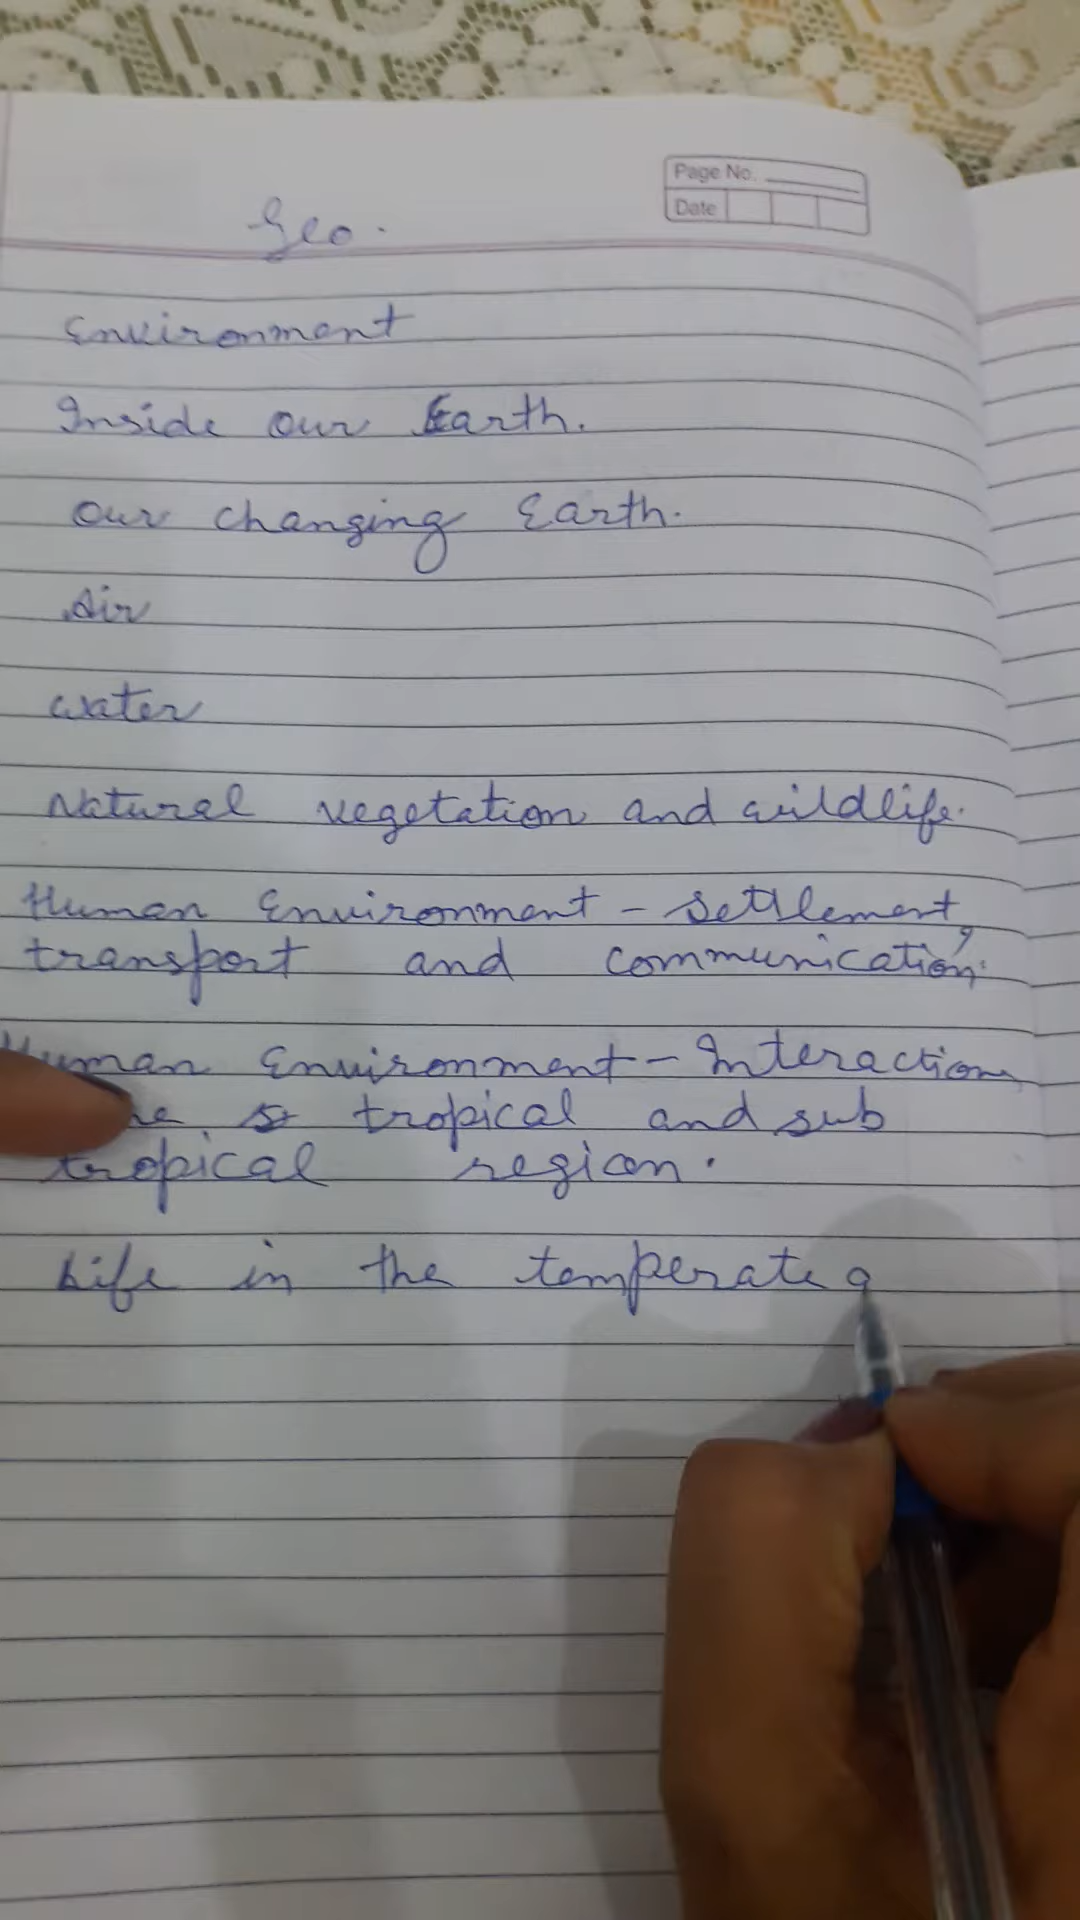 Page No.
Date
Geo.
Environment
Inside our Earth.
Our changing Earth.
Air
water
Natural vegetation and wildlife.
Human Environment - Settlement,
transport and communication.
Human Environment - Interaction
tropical and sub
tropical region.
Life in the temperate g